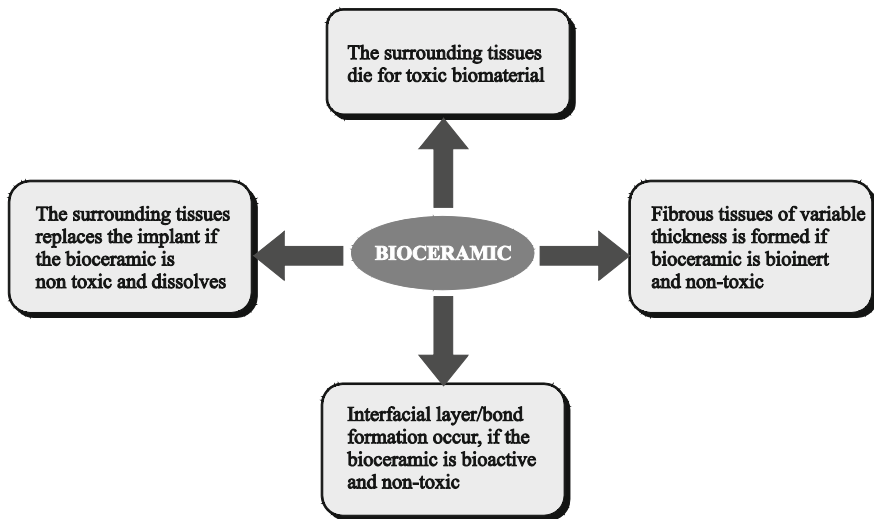 The surrounding tissues
die for toxic biomaterial
The surrounding tissues
replaces the implant if
the bioceramic is
non toxic and dissolves
BIOCERAMIC
Fibrous tissues of variable
thickness is formed if
bioceramic is bioinert
and non-toxic
Interfacial layer/bond
formation occur, if the
bioceramic is bioactive
and non-toxic